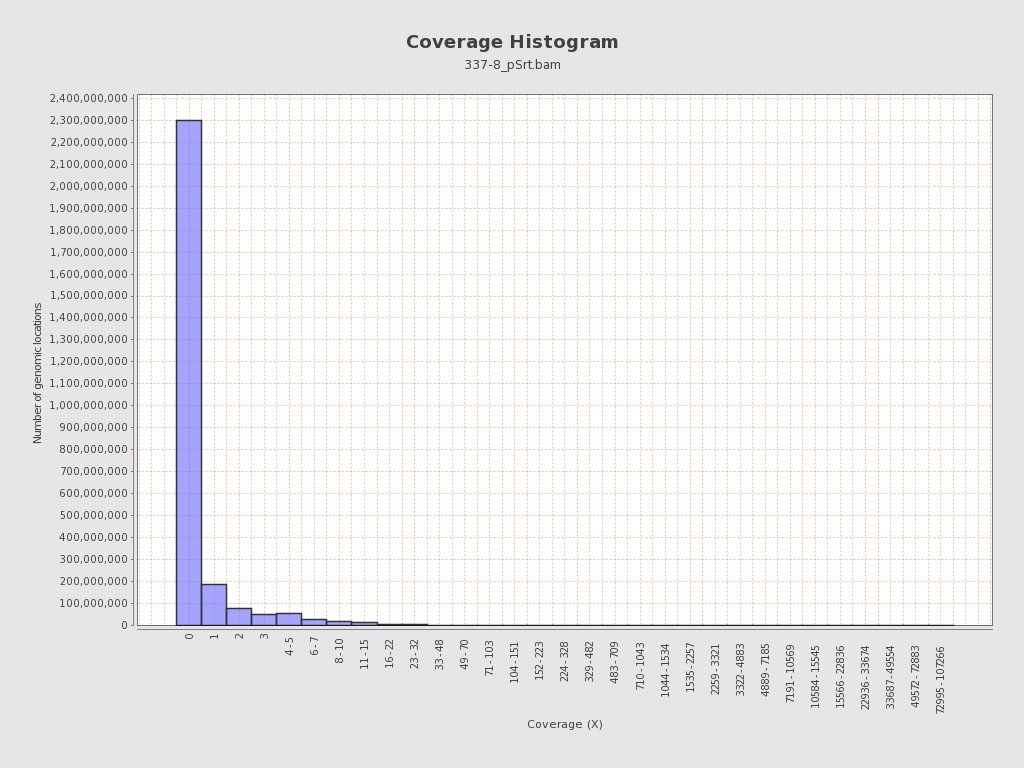 Coverage Histogram
337-8_pSrt.bam
2,400,000,000
2,300,000,000
2,200,000,000
2,100,000,000
2,000,000,000
1,900,000,000
1,800,000,000
1,700,000,000
1,600,000,000
1,500,000,000
1,400,000,000
1,300,000,000
1,200,000,000
1,100,000,000
1,000,000,000
900,000,000
800,000,000
700,000,000
600,000,000
500,000,000
400,000,000
300,000,000
200,000,000
100,000,000
0
Number of genomic locations
0
1
2
3
4 - 5
6 - 7
8 - 10
11 - 15
16 - 22
23 - 32
33 - 48
49 - 70
71 - 103
104 - 151
152 - 223
224 - 328
329 - 482
483 - 709
710 - 1043
1044 - 1534
1535 - 2257
2259 - 3321
3322 - 4883
4889 - 7185
7191 - 10569
10584 - 15545
15566 - 22836
22936 - 33674
33687 - 49554
49572 - 72883
72995 - 107266
Coverage (X)